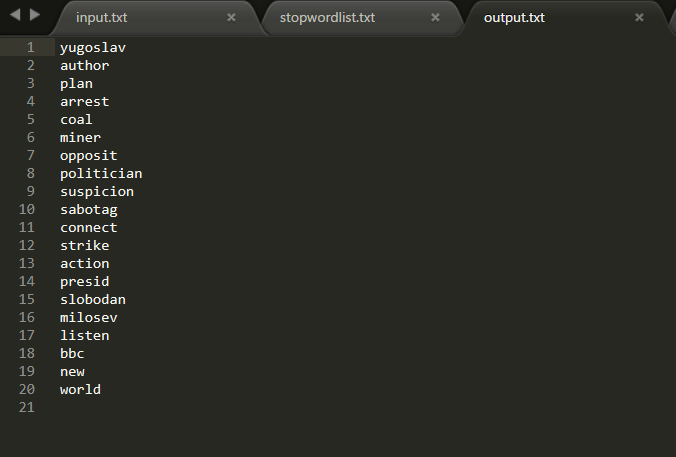 input.txt stopwordlist.txt output.txt
1 yugoslav
2 author
3 plan
4 arrest
5 coal
6 miner
7 opposit
8 politician
9 suspicion
10 sabotag
11 connect
12 strike
13 action
14 presid
15 slobodan
16 milosev
17 listen
18 bbc
19 new
20 world
21